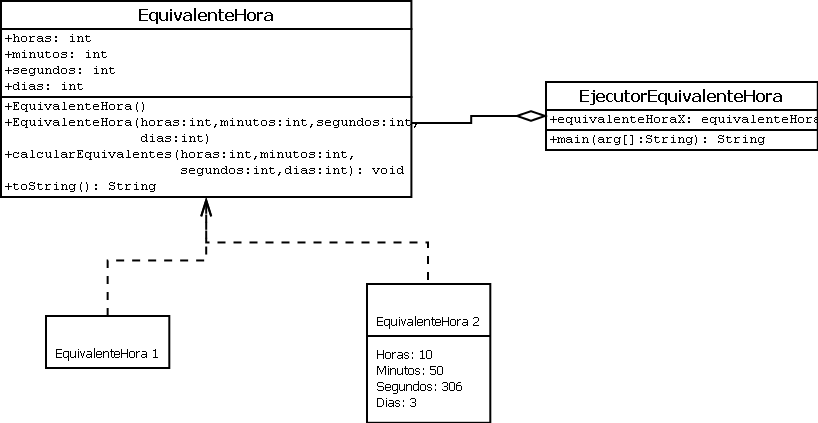 EquivalenteHora
+horas: int
+minutos: int
+segundos: int
+dias: int
+EquivalenteHora()
+EquivalenteHora(horas:int,minutos:int,segundos:int,
dias:int)
+calcularEquivalentes(horas:int,minutos:int,
segundos:int,dias:int): void
+toString(): String
EjecutorEquivalenteHora
+equivalenteHoraX: equivalenteHora
+main(arg[]:String): String
EquivalenteHora 1
EquivalenteHora 2
Horas: 10
Minutos: 50
Segundos: 306
Dias: 3